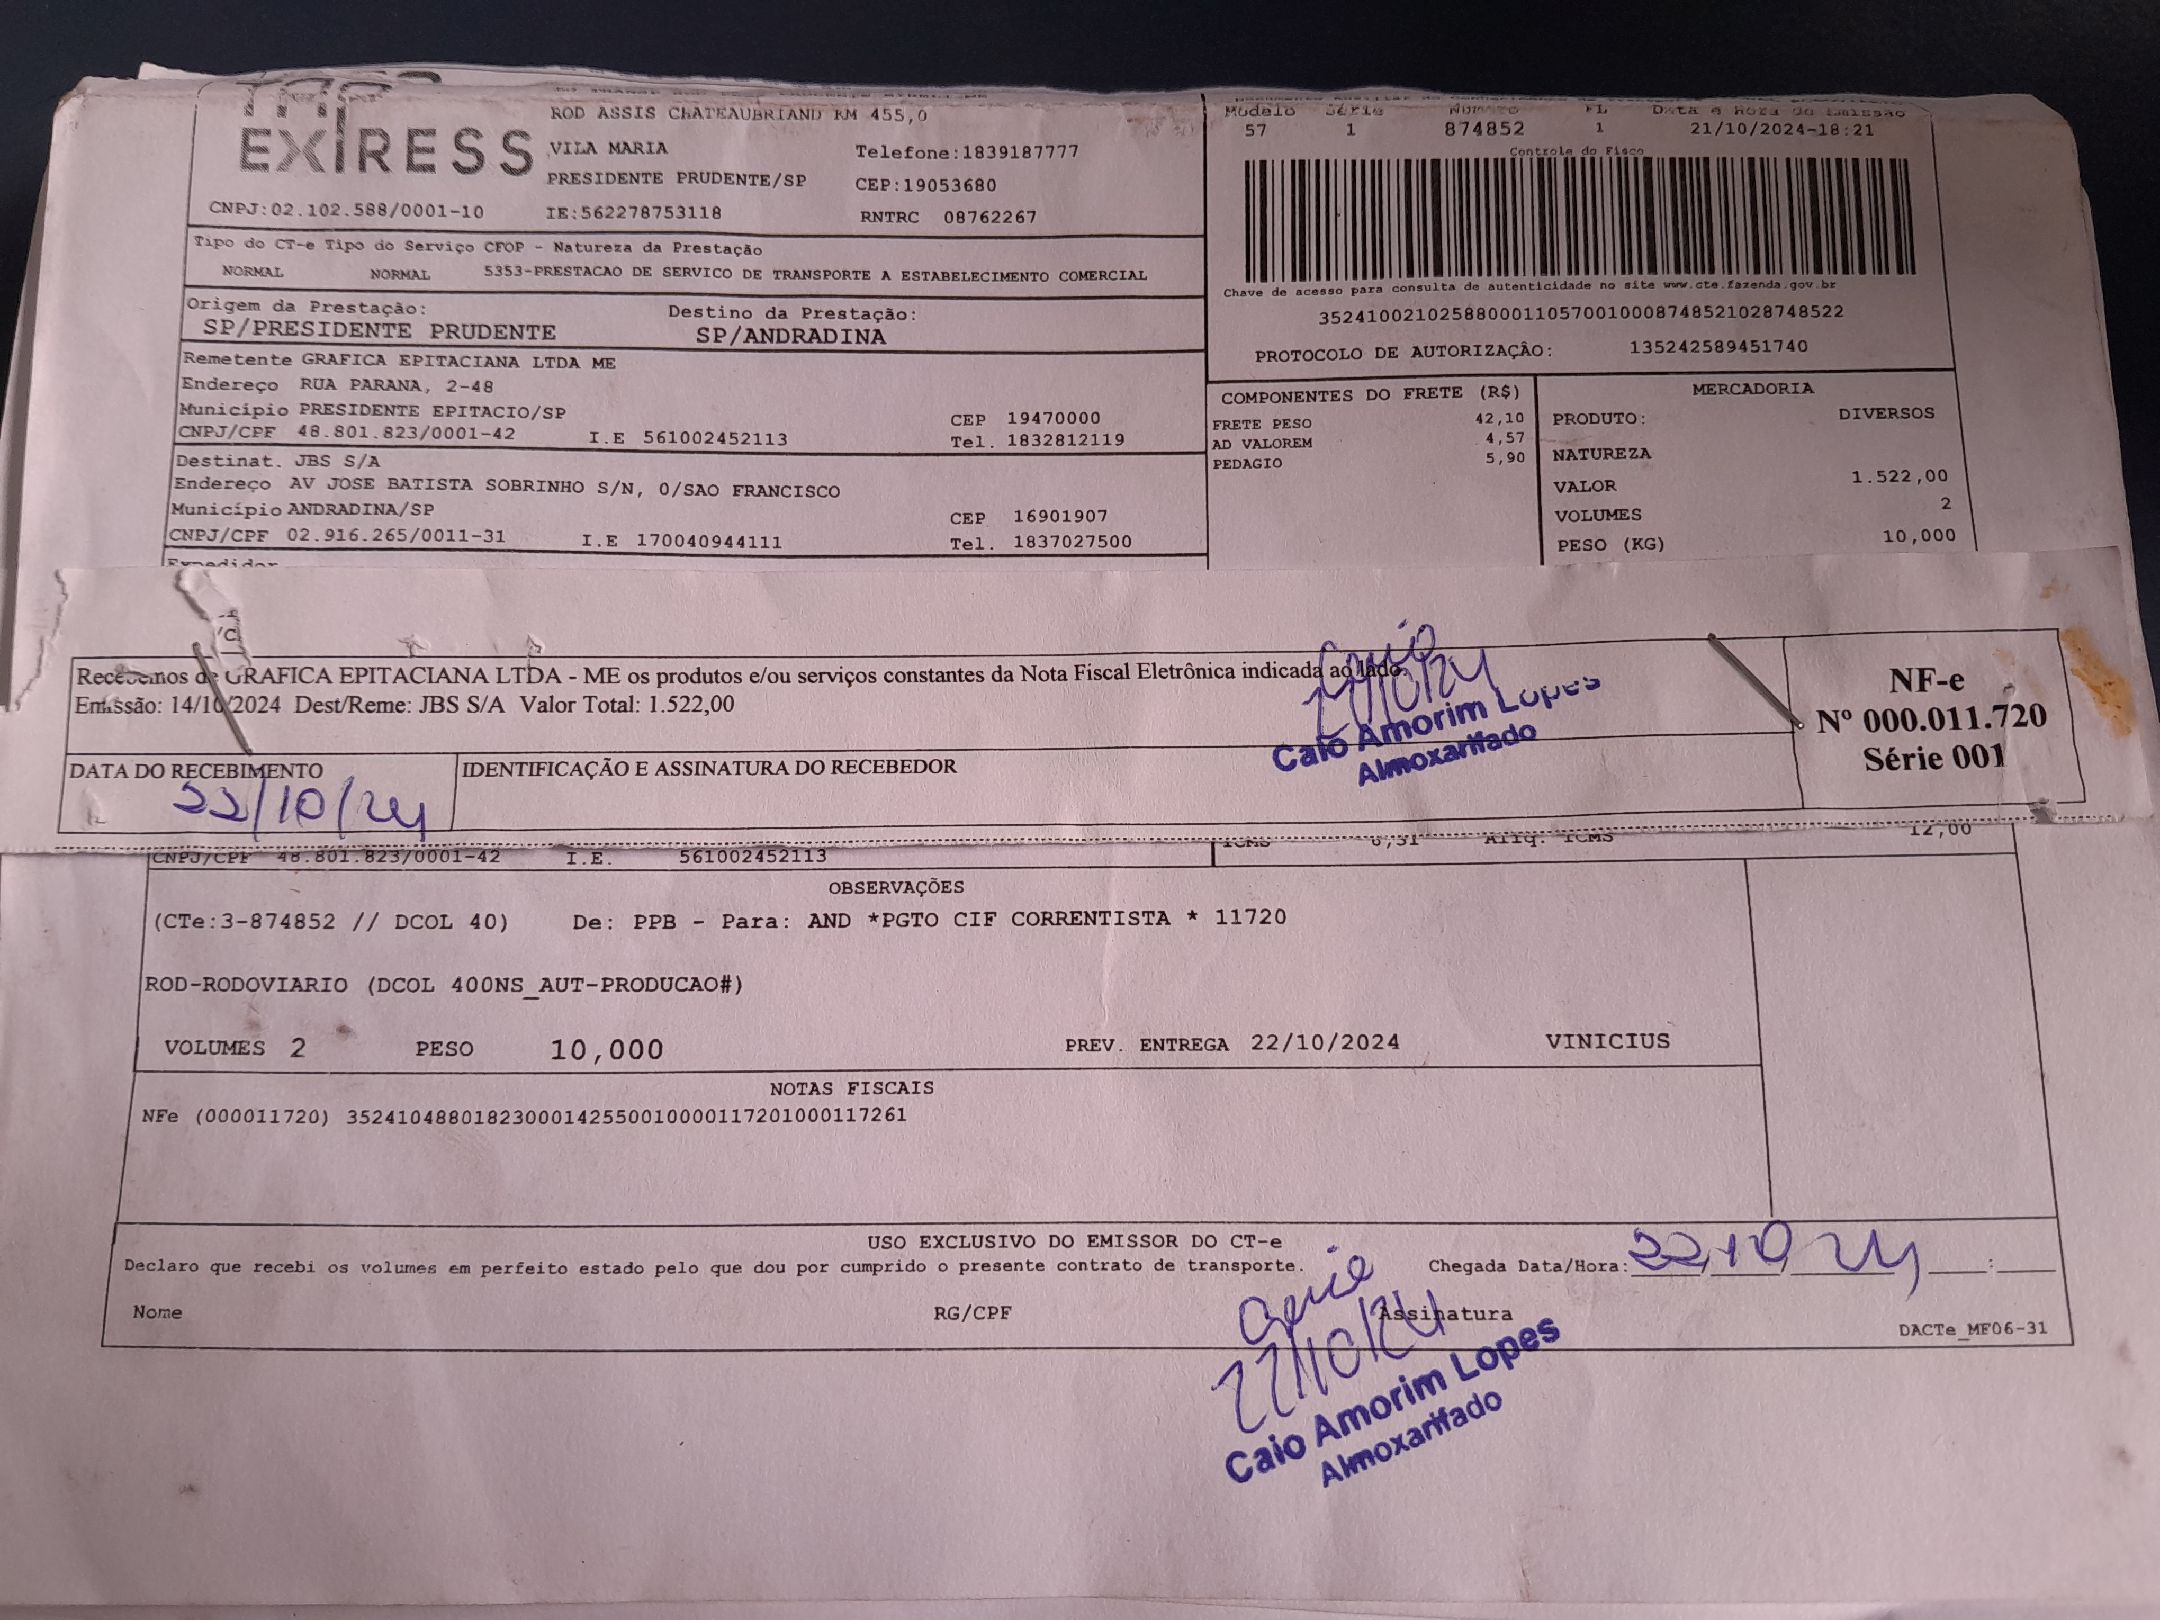 EXPRESS
ROD ASSIS CHATEAUBRIAND KM 455,0
VILA MARIA Telefone:1839187777
PRESIDENTE PRUDENTE/SP CEP:19053680
CNPJ:02.102.588/0001-10 IE:562278753118 RNTRC 08762267
Modelo Série Número FL Data e Hora de Emissão
57 1 874852 1 21/10/2024-18:21
Controle do Fisco
Chave de acesso para consulta de autenticidade no site www.cte.fazenda.gov.br
35241002102588000110570010008748521028748522
PROTOCOLO DE AUTORIZAÇÂO: 135242589451740
Tipo do CT-e Tipo do Serviço CFOP - Natureza da Prestação
NORMAL NORMAL 5353-PRESTACAO DE SERVICO DE TRANSPORTE A ESTABELECIMENTO COMERCIAL
Origem da Prestação: Destino da Prestação:
SP/PRESIDENTE PRUDENTE SP/ANDRADINA
Remetente GRAFICA EPITACIANA LTDA ME
Endereço RUA PARANA, 2-48
Município PRESIDENTE EPITACIO/SP CEP 19470000
CNPJ/CPF 48.801.823/0001-42 I.E 561002452113 Tel. 1832812119
Destinat. JBS S/A
Endereço AV JOSE BATISTA SOBRINHO S/N, 0/SAO FRANCISCO
Município ANDRADINA/SP CEP 16901907
CNPJ/CPF 02.916.265/0011-31 I.E 170040944111 Tel. 1837027500
Expedidor
COMPONENTES DO FRETE (R$)
FRETE PESO 42,10
AD VALOREM 4,57
PEDAGIO 5,90
MERCADORIA
PRODUTO: DIVERSOS
NATUREZA
VALOR 1.522,00
VOLUMES 2
PESO (KG) 10,000
Recebemos de GRAFICA EPITACIANA LTDA - ME os produtos e/ou serviços constantes da Nota Fiscal Eletrônica indicada ao lado.
Emissão: 14/10/2024 Dest/Reme: JBS S/A Valor Total: 1.522,00
22/10/24
Caio Amorim Lopes
Almoxarifado
NF-e
Nº 000.011.720
Série 001
DATA DO RECEBIMENTO IDENTIFICAÇÃO E ASSINATURA DO RECEBEDOR
22/10/24
CNPJ/CPF 48.801.823/0001-42 I.E. 561002452113
ICMS 6,31 Aliq. ICMS 12,00
OBSERVAÇÕES
(CTe:3-874852 // DCOL 40) De: PPB - Para: AND *PGTO CIF CORRENTISTA * 11720
ROD-RODOVIARIO (DCOL 400NS_AUT-PRODUCAO#)
VOLUMES 2 PESO 10,000 PREV. ENTREGA 22/10/2024 VINICIUS
NOTAS FISCAIS
NFe (000011720) 35241048801823000142550010000117201000117261
USO EXCLUSIVO DO EMISSOR DO CT-e
Declaro que recebi os volumes em perfeito estado pelo que dou por cumprido o presente contrato de transporte. Chegada Data/Hora: 22/10/24 :
Nome RG/CPF Assinatura
DACTe_MF06-31
22/10/24
Caio Amorim Lopes
Almoxarifado